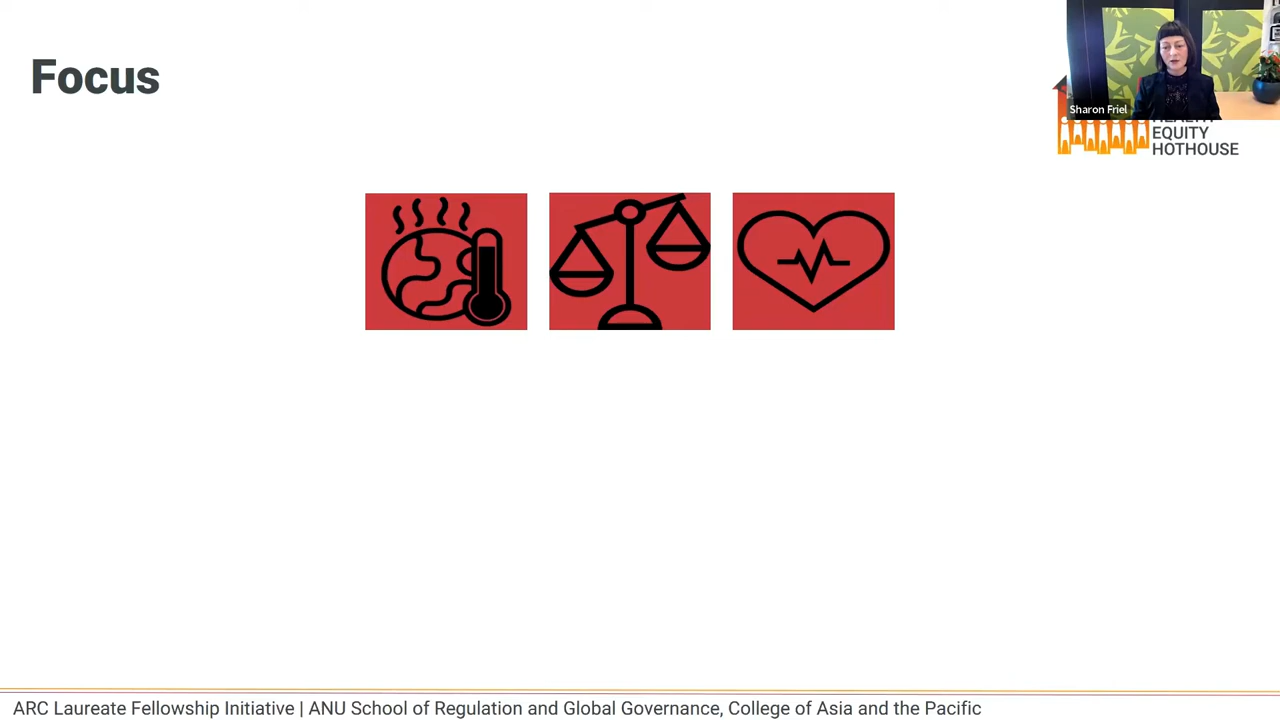 Focus
Sharon Friel
EQUITY
HOTHOUSE
ARC Laureate Fellowship Initiative | ANU School of Regulation and Global Governance, College of Asia and the Pacific